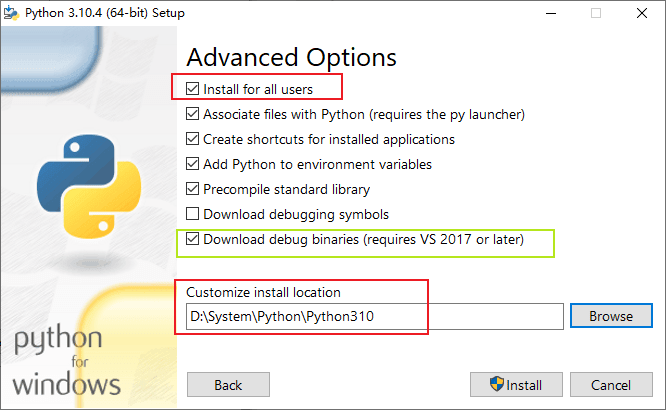 Python 3.10.4 (64-bit) Setup
Advanced Options
Install for all users
Associate files with Python (requires the py launcher)
Create shortcuts for installed applications
Add Python to environment variables
Precompile standard library
Download debugging symbols
Download debug binaries (requires VS 2017 or later)
Customize install location
D:\System\Python\Python310
Browse
python
for
windows
Back
Install
Cancel